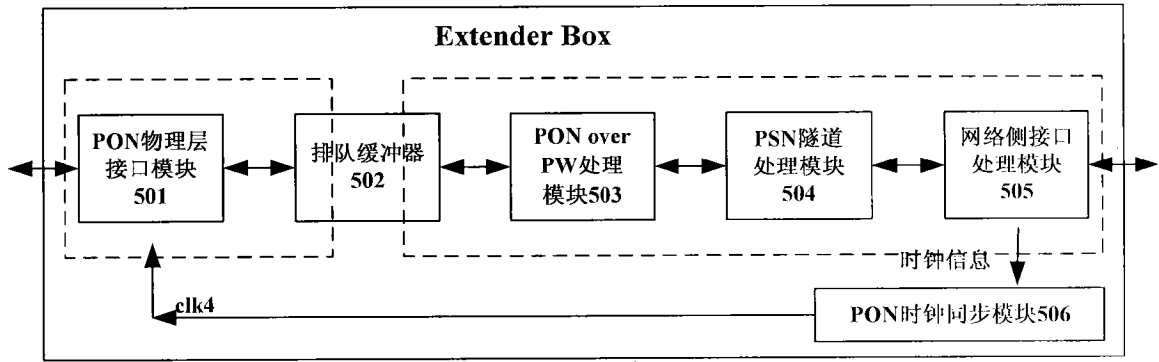 Extender Box
PON物理层
接口模块
501
排队缓冲器
502
PON over
PW处理
模块503
PSN隧道
处理模块
504
网络侧接口
处理模块
505
时钟信息
clk4
PON时钟同步模块506